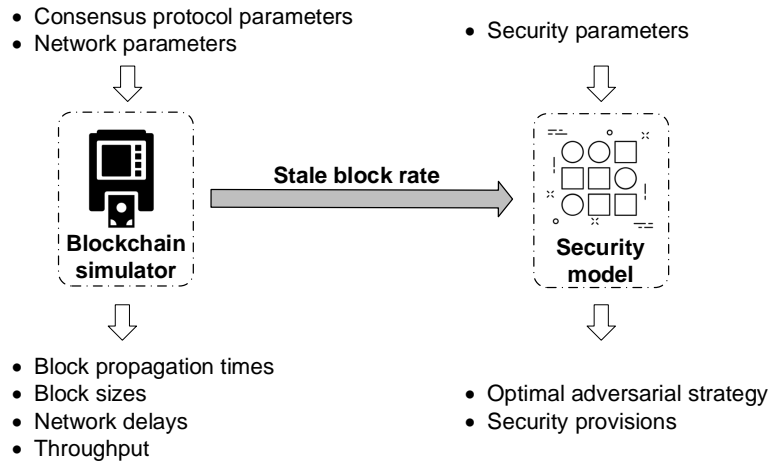 • Consensus protocol parameters
• Network parameters
• Security parameters
Stale block rate
Blockchain
simulator
Security
model
• Block propagation times
• Block sizes
• Network delays
• Throughput
• Optimal adversarial strategy
• Security provisions